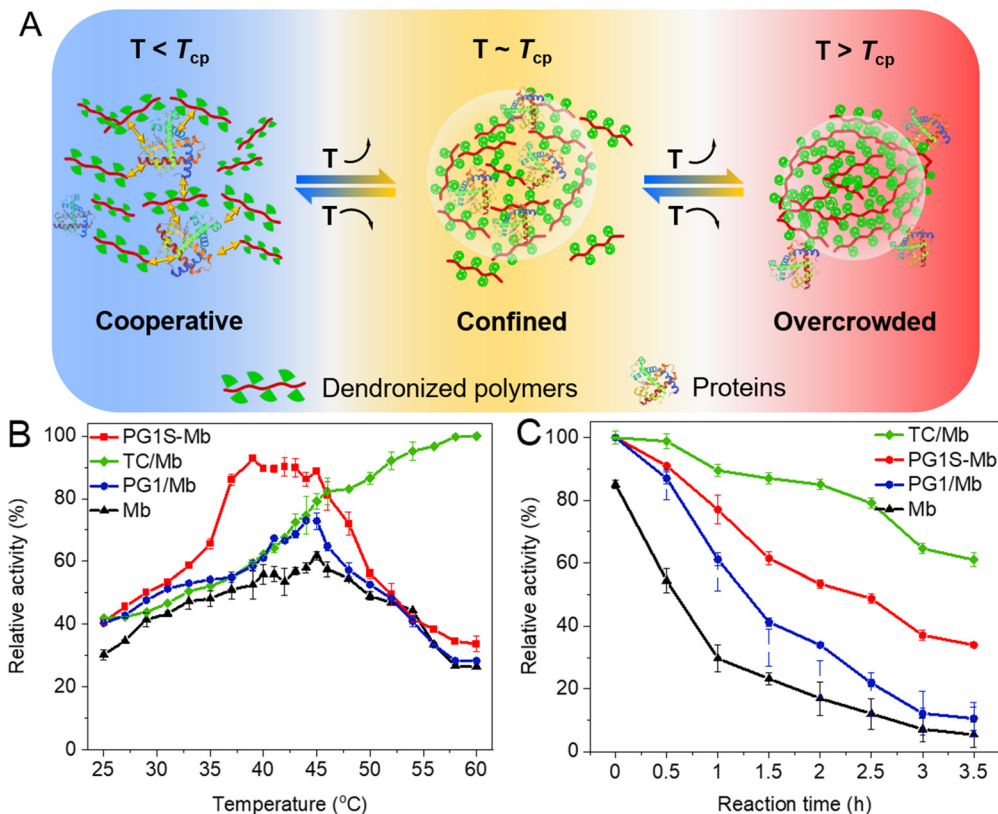 A
T < Tcp
T ~ Tcp
T > Tcp
T
T
T
T
Cooperative
Confined
Overcrowded
Dendronized polymers
Proteins
B
PG1S-Mb
TC/Mb
PG1/Mb
Mb
Relative activity (%)
100
80
60
40
20
0
25
30
35
40
45
50
55
60
Temperature (°C)
C
TC/Mb
PG1S-Mb
PG1/Mb
Mb
Relative activity (%)
100
80
60
40
20
0
0
0.5
1
1.5
2
2.5
3
3.5
Reaction time (h)